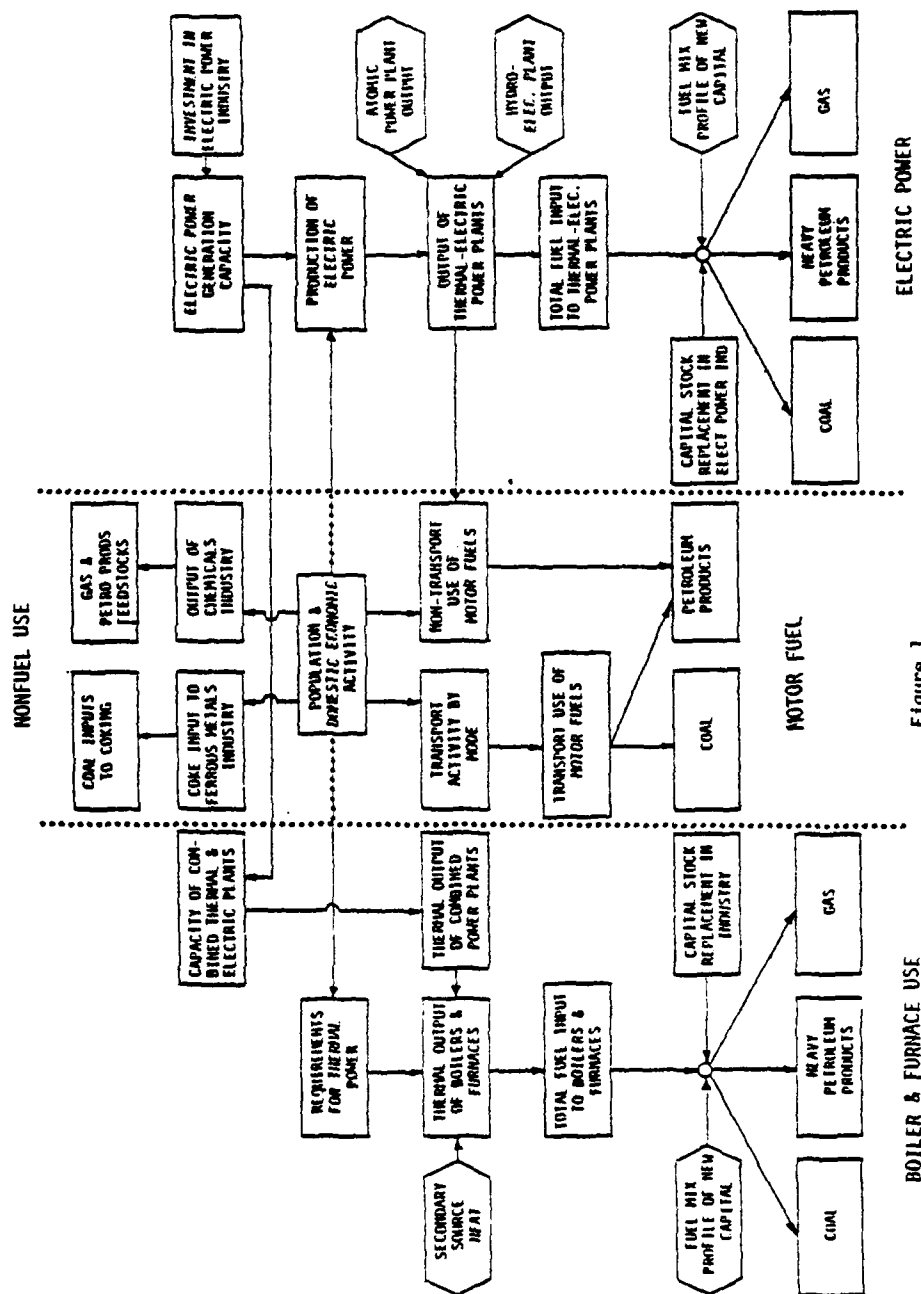 NONFUEL USE
COAL INPUTS
TO COKING
GAS &
PETRO PRODS
FEEDSTOCKS
CAPACITY OF COM-
BINED THERMAL &
ELECTRIC PLANTS
COKE INPUT TO
FERROUS METALS
INDUSTRY
OUTPUT OF
CHEMICALS
INDUSTRY
ELECTRIC POWER
GENERATION
CAPACITY
INVESTMENT IN
ELECTRIC POWER
INDUSTRY
REQUIREMENTS
FOR THERMAL
POWER
POPULATION &
DOMESTIC ECONOMIC
ACTIVITY
PRODUCTION OF
ELECTRIC
POWER
SECONDARY
SOURCE
HEAT
THERMAL OUTPUT
OF BOILERS &
FURNACES
THERMAL OUTPUT
OF COMBINED
POWER PLANTS
TRANSPORT
ACTIVITY BY
MODE
NON-TRANSPORT
USE OF
MOTOR FUELS
OUTPUT OF
THERMAL-ELECTRIC
POWER PLANTS
ATOMIC
POWER PLANT
OUTPUT
HYDRO-
ELEC. PLANT
OUTPUT
TOTAL FUEL INPUT
TO BOILERS &
FURNACES
TRANSPORT USE OF
MOTOR FUELS
TOTAL FUEL INPUT
TO THERMAL-ELEC.
POWER PLANTS
FUEL MIX
PROFILE OF NEW
CAPITAL
CAPITAL STOCK
REPLACEMENT IN
INDUSTRY
COAL
PETROLEUM
PRODUCTS
CAPITAL STOCK
REPLACEMENT IN
ELECT POWER IND
FUEL MIX
PROFILE OF NEW
CAPITAL
COAL
HEAVY
PETROLEUM
PRODUCTS
GAS
MOTOR FUEL
COAL
HEAVY
PETROLEUM
PRODUCTS
GAS
BOILER & FURNACE USE
ELECTRIC POWER
Figure 1